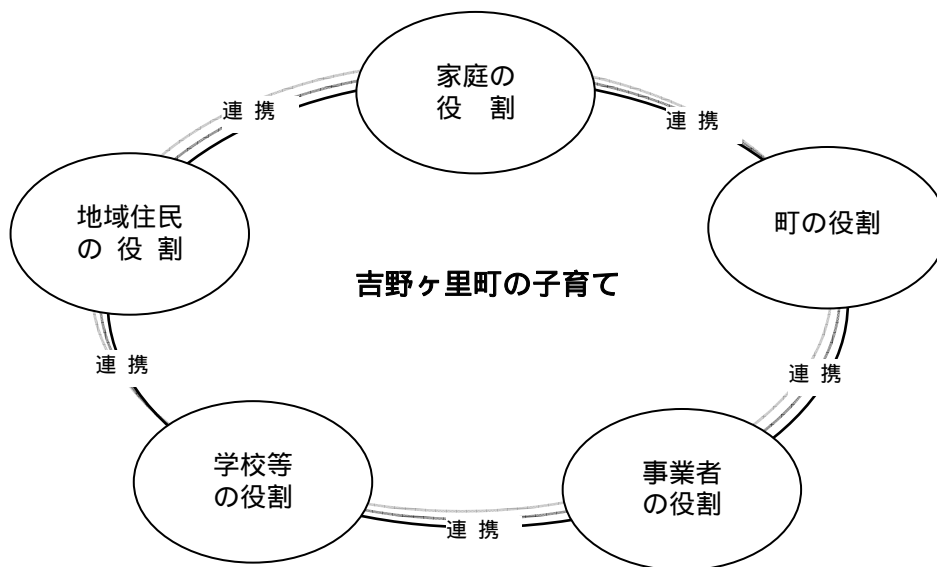 家庭の
役 割
連 携
連 携
地域住民
の 役 割
町の役割
吉野ヶ里町の子育て
連 携
連 携
学校等
の役割
事業者
の役割
連 携